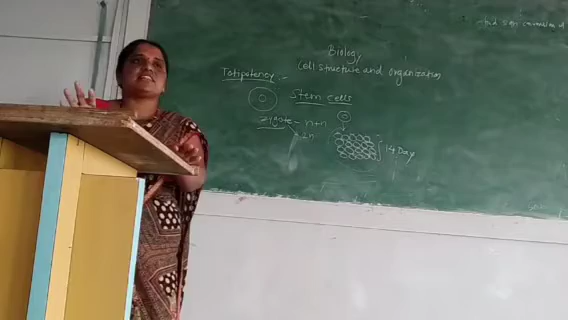 Biology
Cell structure and organization
Totipotency :-
Stem cells
Zygote - n+n
2n
14 Day